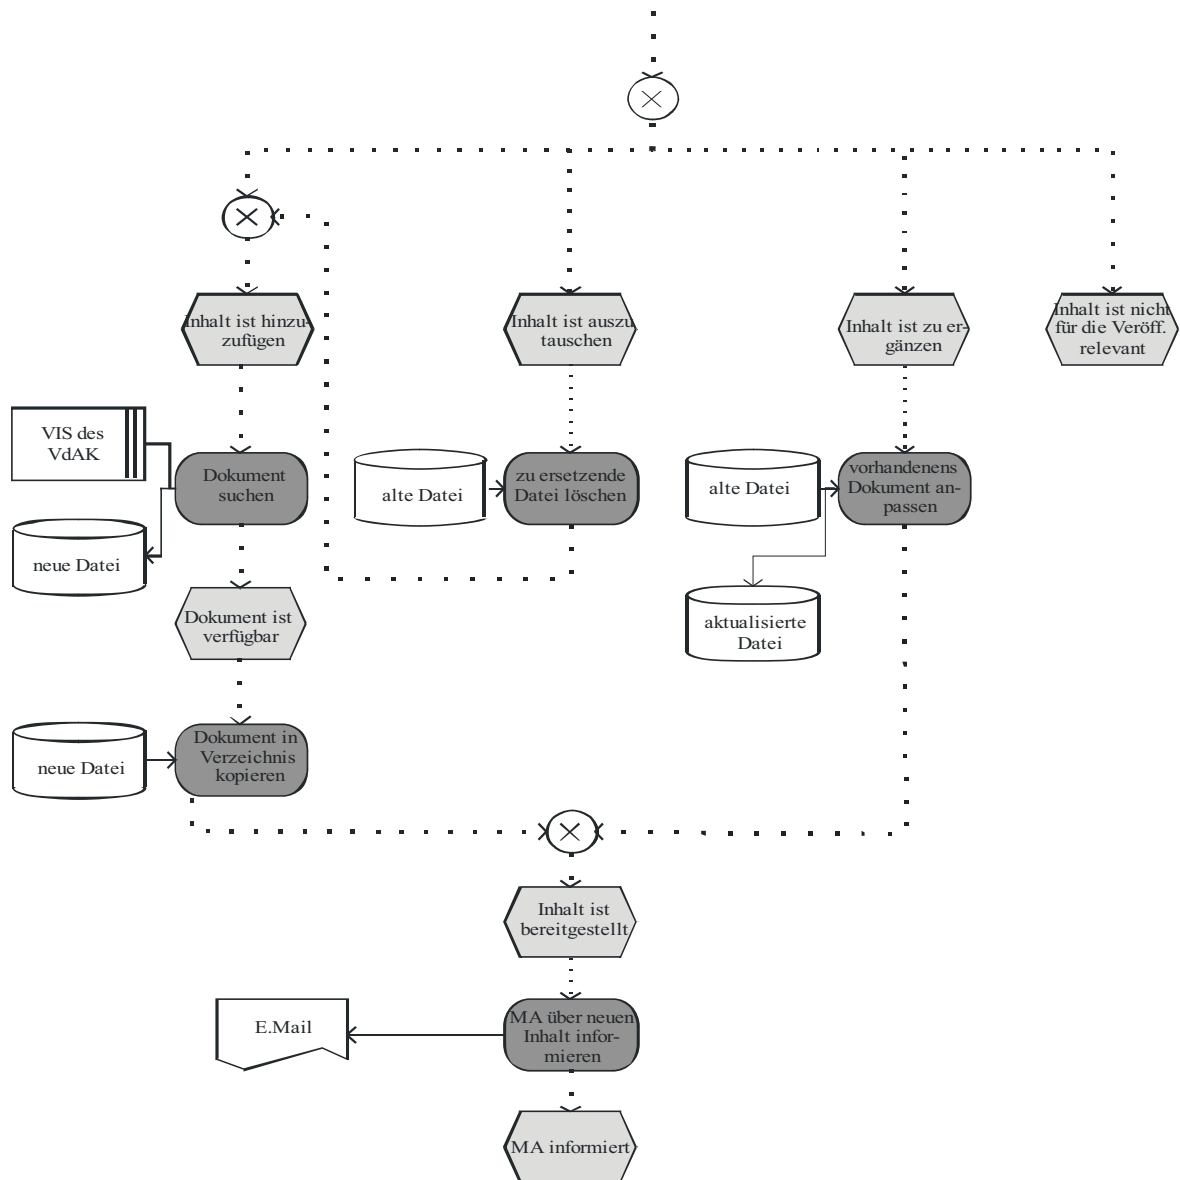 Inhalt ist hinzu-
zufügen
Inhalt ist auszu
tauschen
Inhalt ist zu er-
gänzen
Inhalt ist nicht
für die Veröff.
relevant
VIS des
VdAK
Dokument
suchen
alte Datei
zu ersetzende
Datei löschen
alte Datei
vorhandenens
Dokument an-
passen
neue Datei
Dokument ist
verfügbar
aktualisierte
Datei
neue Datei
Dokument in
Verzeichnis
kopieren
Inhalt ist
bereitgestellt
E.Mail
MA über neuen
Inhalt infor-
mieren
MA informiert